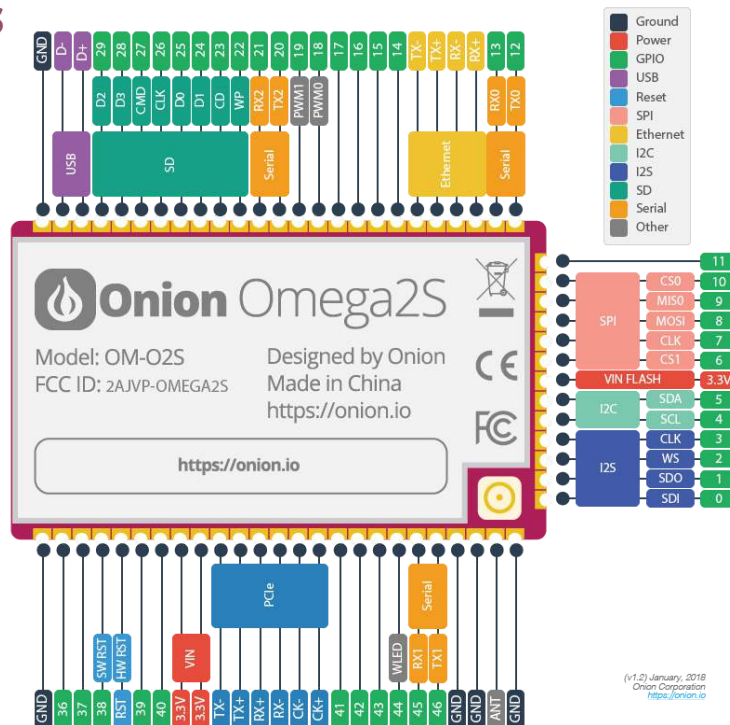 S
Ground
Power
GPIO
USB
Reset
SPI
Ethernet
I2C
I2S
SD
Serial
Other
GND D- D+ 29 28 27 26 25 24 23 22 21 20 19 18 17 16 15 14 TX- TX+ RX- RX+ 13 12
D2 D3 CMD CLK D0 D1 CD WP RX2 TX2 PWM1 PWM0 RX0 TX0
USB SD Serial Ethernet Serial
Onion Omega2S
Model: OM-O2S
FCC ID: 2AJVP-OMEGA2S
Designed by Onion
Made in China
https://onion.io
CE
FC
https://onion.io
11
SPI
CS0 10
MIS0 9
MOSI 8
CLK 7
CS1 6
VIN FLASH 3.3V
I2C
SDA 5
SCL 4
I2S
CLK 3
WS 2
SDO 1
SDI 0
PCIe Serial
SW RST HW RST VIN WLED RX1 TX1
GND 36 37 38 RST 39 40 3.3V 3.3V TX- TX+ RX+ RX- CK- CK+ 41 42 43 44 45 46 GND GND ANT GND
(v1.2) January, 2018
Onion Corporation
https://onion.io